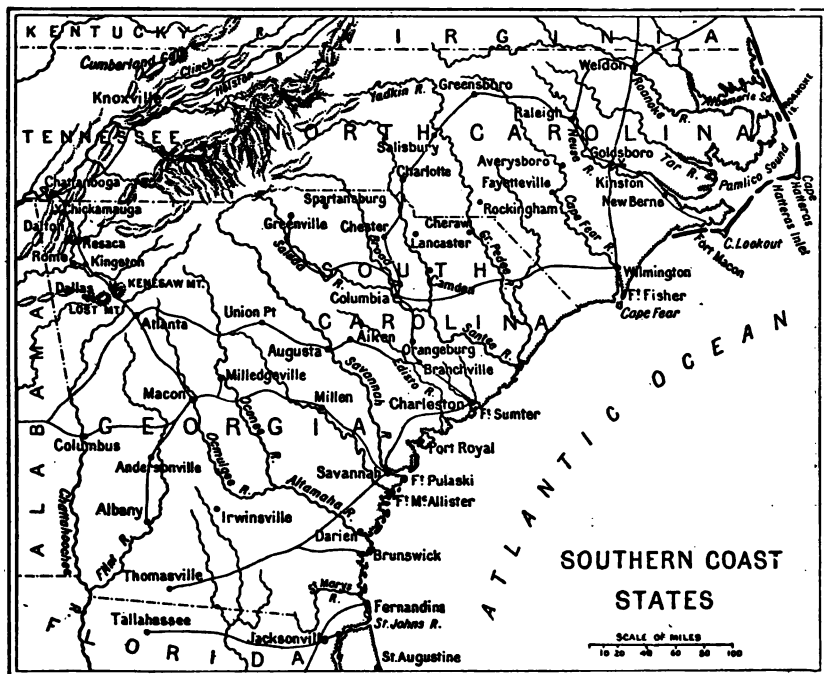 KENTUCKY
VIRGINIA
R.
R.
Cumberland Gap
Clinch
Holston
Knoxville
Weldon
Roanoke R.
Albemarle Sd.
ROANOKE IS.
Yadkin R.
Greensboro
Raleigh
TENNESSEE
NORTH CAROLINA
Salisbury
Neuse R.
Goldsboro
Tar R.
Averysboro
Pamlico Sound
Cape Hatteras
Hatteras Inlet
Chattanooga
Charlotte
Fayetteville
Kinston
New Berne
Chickamauga
Spartansburg
Cape Fear R.
Rockingham
Dalton
Greenville
Chester
Cheraw
Lancaster
Fort Macon
C. Lookout
Resaca
Rome
Kingston
Saluda R.
Broad R.
Gt. Pedee R.
Dallas
KENESAW MT.
LOST MT.
SOUTH
Camden
Wilmington
Columbia
Ft. Fisher
Cape Fear
Atlanta
Union Pt
CAROLINA
Aiken
Orangeburg
Santee R.
Augusta
Edisto R.
Branchville
Milledgeville
Savannah R.
Macon
Millen
Charleston
Ft. Sumter
ALABAMA
GEORGIA
Oconee R.
Columbus
Port Royal
Andersonville
Ocmulgee R.
Savannah
Ft. Pulaski
Altamaha R.
Ft. McAllister
Chattahoochee R.
Albany
Irwinsville
Darien
Flint R.
Brunswick
Thomasville
St. Marys R.
Fernandina
Tallahassee
St. Johns R.
Jacksonville
FLORIDA
St. Augustine
ATLANTIC OCEAN
SOUTHERN COAST
STATES
SCALE OF MILES
10 20 60 100